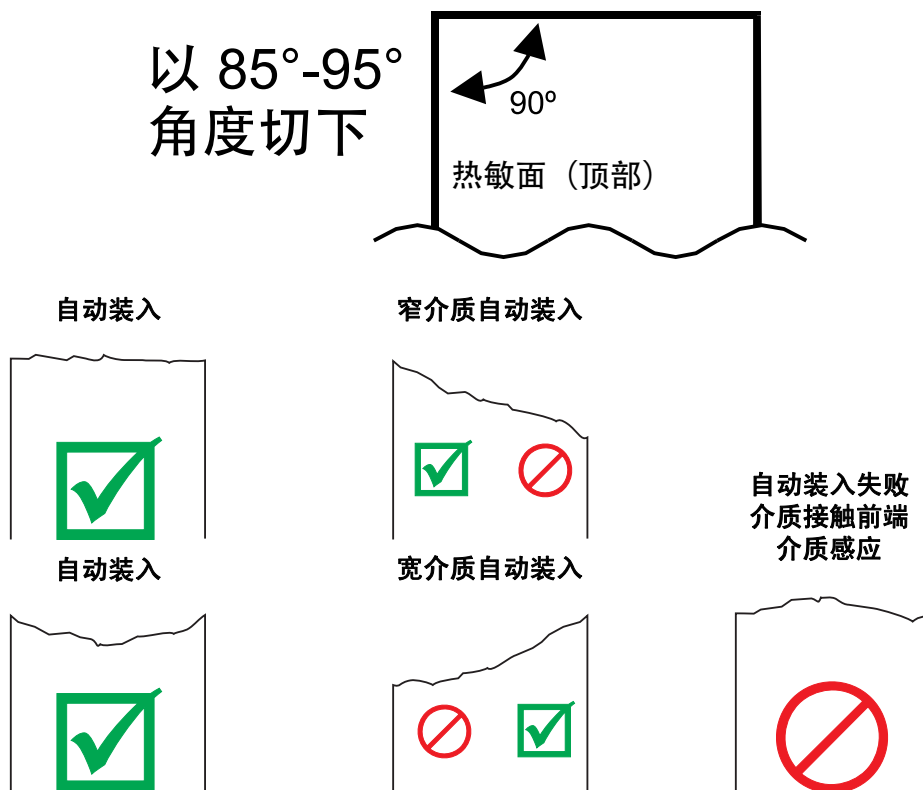 以 85°-95°
角度切下
90º
热敏面（顶部）
自动装入
窄介质自动装入
自动装入失败
介质接触前端
介质感应
自动装入
宽介质自动装入